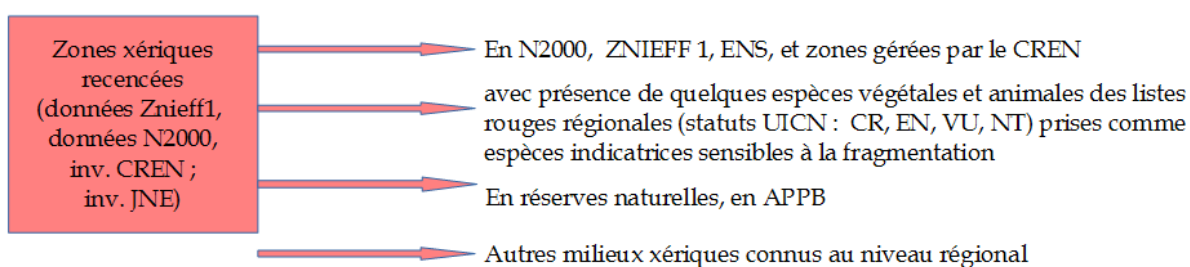 Zones xériques
recencées
(données Znieff1,
données N2000,
inv. CREN ;
inv. JNE)
En N2000, ZNIEFF 1, ENS, et zones gérées par le CREN
avec présence de quelques espèces végétales et animales des listes
rouges régionales (statuts UICN : CR, EN, VU, NT) prises comme
espèces indicatrices sensibles à la fragmentation
En réserves naturelles, en APPB
Autres milieux xériques connus au niveau régional